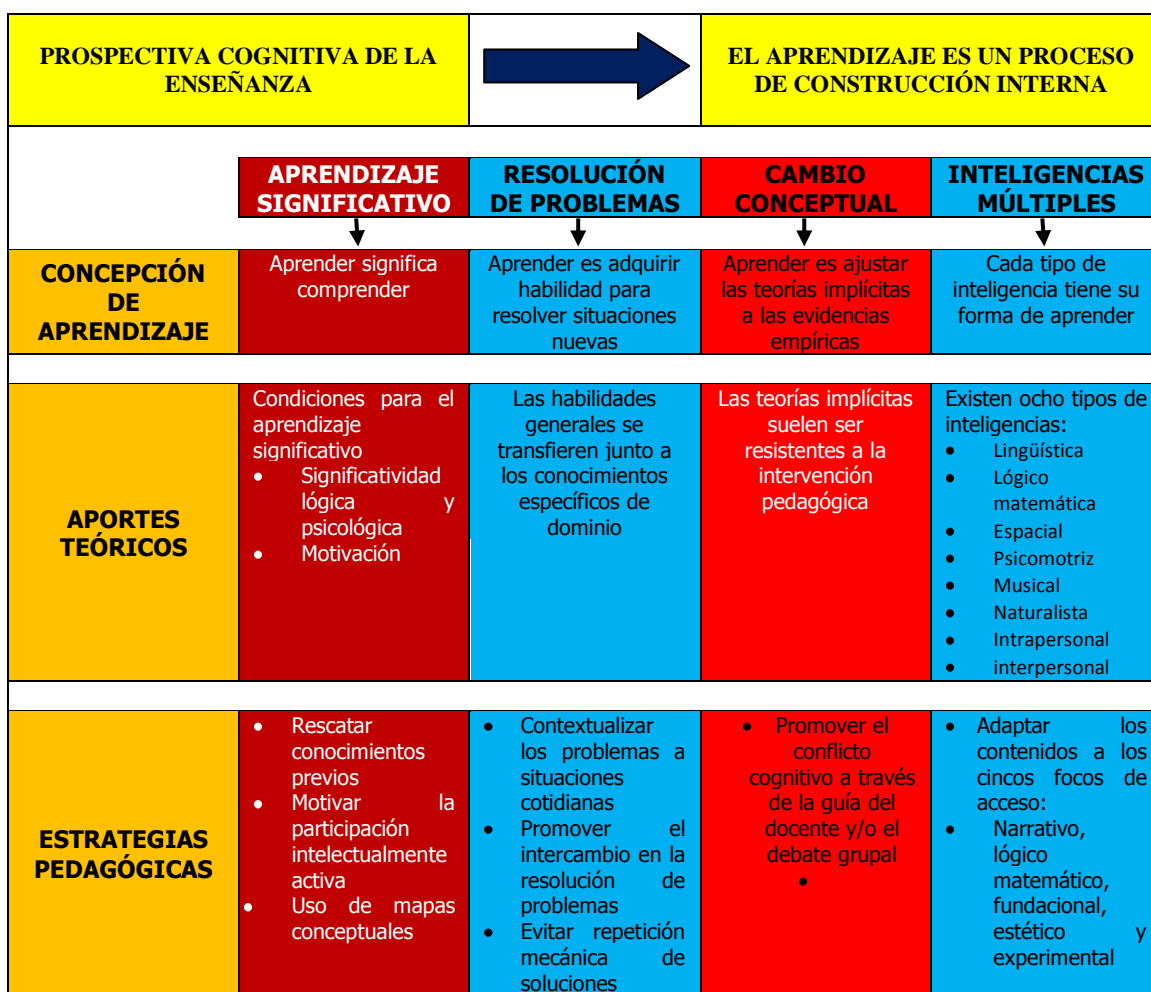 PROSPECTIVA COGNITIVA DE LA
ENSEÑANZA
EL APRENDIZAJE ES UN PROCESO
DE CONSTRUCCIÓN INTERNA
APRENDIZAJE
SIGNIFICATIVO
RESOLUCIÓN
DE PROBLEMAS
CAMBIO
CONCEPTUAL
INTELIGENCIAS
MÚLTIPLES
CONCEPCIÓN
DE
APRENDIZAJE
Aprender significa
comprender
Aprender es adquirir
habilidad para
resolver situaciones
nuevas
Aprender es ajustar
las teorías implícitas
a las evidencias
empíricas
Cada tipo de
inteligencia tiene su
forma de aprender
APORTES
TEÓRICOS
Condiciones para el
aprendizaje
significativo
• Significatividad
lógica y
psicológica
• Motivación
Las habilidades
generales se
transfieren junto a
los conocimientos
específicos de
dominio
Las teorías implícitas
suelen ser
resistentes a la
intervención
pedagógica
Existen ocho tipos de
inteligencias:
• Lingüística
• Lógico
matemática
• Espacial
• Psicomotriz
• Musical
• Naturalista
• Intrapersonal
• interpersonal
ESTRATEGIAS
PEDAGÓGICAS
• Rescatar
conocimientos
previos
• Motivar la
participación
intelectualmente
activa
• Uso de mapas
conceptuales
• Contextualizar
los problemas a
situaciones
cotidianas
• Promover el
intercambio en la
resolución de
problemas
• Evitar repetición
mecánica de
soluciones
• Promover el
conflicto
cognitivo a través
de la guía del
docente y/o el
debate grupal
•
• Adaptar los
contenidos a los
cincos focos de
acceso:
• Narrativo,
lógico
matemático,
fundacional,
estético y
experimental